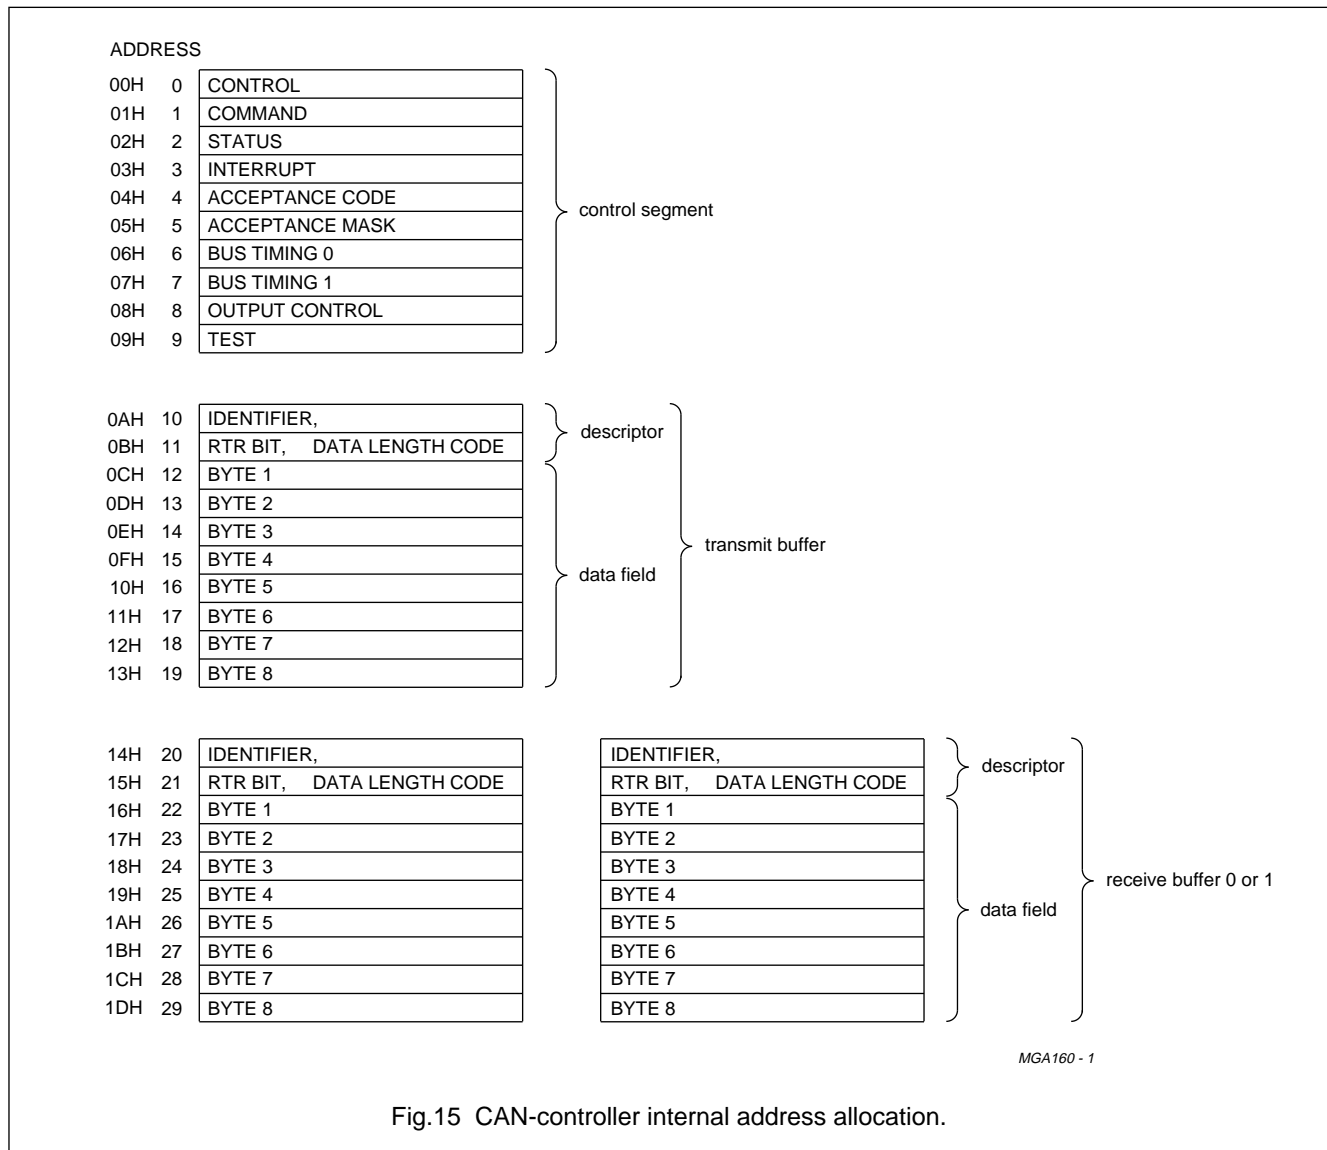 ADDRESS
00H 0 CONTROL
01H 1 COMMAND
02H 2 STATUS
03H 3 INTERRUPT
04H 4 ACCEPTANCE CODE
05H 5 ACCEPTANCE MASK
06H 6 BUS TIMING 0
07H 7 BUS TIMING 1
08H 8 OUTPUT CONTROL
09H 9 TEST
control segment
0AH 10 IDENTIFIER,
0BH 11 RTR BIT, DATA LENGTH CODE
0CH 12 BYTE 1
0DH 13 BYTE 2
0EH 14 BYTE 3
0FH 15 BYTE 4
10H 16 BYTE 5
11H 17 BYTE 6
12H 18 BYTE 7
13H 19 BYTE 8
descriptor
data field
transmit buffer
14H 20 IDENTIFIER, IDENTIFIER,
15H 21 RTR BIT, DATA LENGTH CODE RTR BIT, DATA LENGTH CODE
16H 22 BYTE 1 BYTE 1
17H 23 BYTE 2 BYTE 2
18H 24 BYTE 3 BYTE 3
19H 25 BYTE 4 BYTE 4
1AH 26 BYTE 5 BYTE 5
1BH 27 BYTE 6 BYTE 6
1CH 28 BYTE 7 BYTE 7
1DH 29 BYTE 8 BYTE 8
descriptor
data field
receive buffer 0 or 1
MGA160 - 1
Fig.15 CAN-controller internal address allocation.